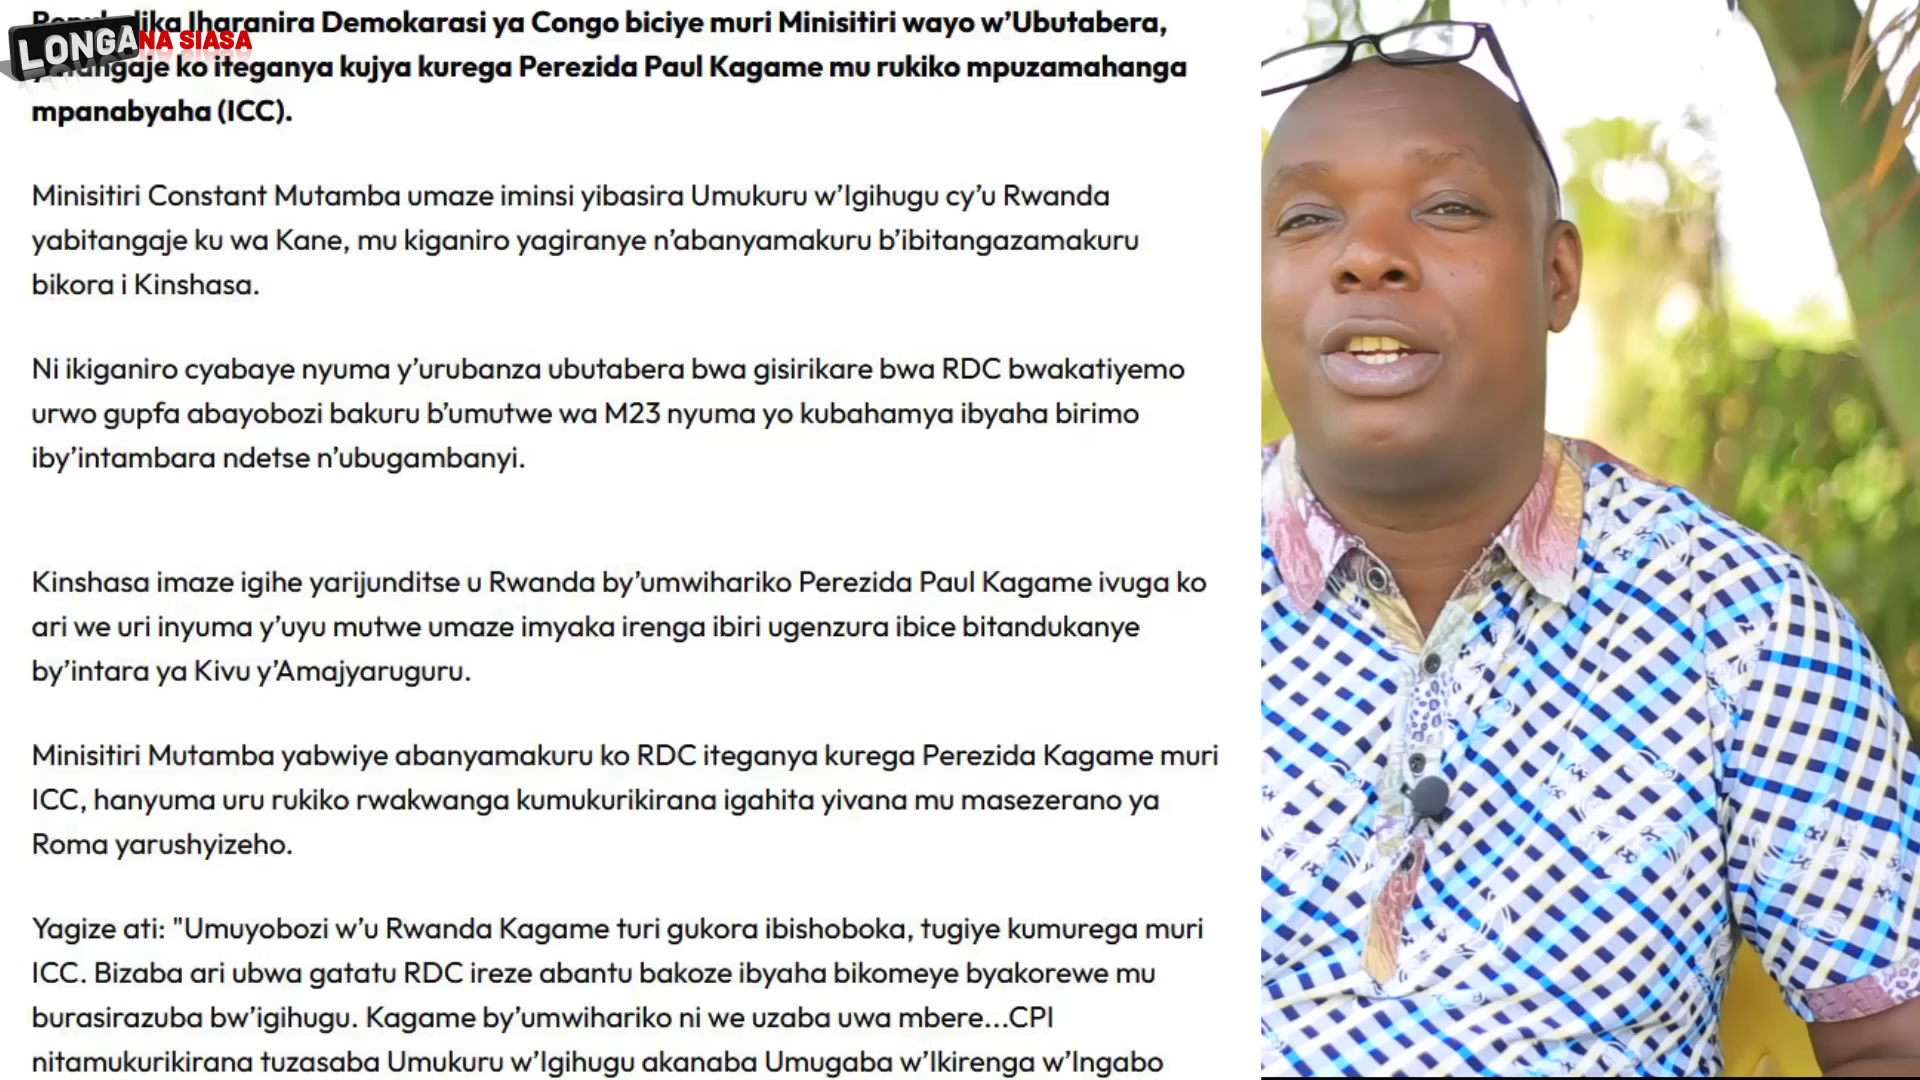 LONGA NA SIASA
Iharanira Demokarasi ya Congo biciye muri Minisitiri wayo w’Ubutabera,
ko iteganya kujya kurega Perezida Paul Kagame mu rukiko mpuzamahanga
mpanabyaha (ICC).
Minisitiri Constant Mutamba umaze iminsi yibasira Umukuru w’Igihugu cy’u Rwanda
yabitangaje ku wa Kane, mu kiganiro yagiranye n’abanyamakuru b’ibitangazamakuru
bikora i Kinshasa.
Ni ikiganiro cyabaye nyuma y’urubanza ubutabera bwa gisirikare bwa RDC bwakatiyemo
urwo gupfa abayobozi bakuru b’umutwe wa M23 nyuma yo kubahamya ibyaha birimo
iby’intambara ndetse n’ubugambanyi.
Kinshasa imaze igihe yarijunditse u Rwanda by’umwihariko Perezida Paul Kagame ivuga ko
ari we uri inyuma y’uyu mutwe umaze imyaka irenga ibiri ugenzura ibice bitandukanye
by’intara ya Kivu y’Amajyaruguru.
Minisitiri Mutamba yabwiye abanyamakuru ko RDC iteganya kurega Perezida Kagame muri
ICC, hanyuma uru rukiko rwakwanga kumukurikirana igahita yivana mu masezerano ya
Roma yarushyizeho.
Yagize ati: "Umuyobozi w’u Rwanda Kagame turi gukora ibishoboka, tugiye kumurega muri
ICC. Bizaba ari ubwa gatatu RDC ireze abantu bakoze ibyaha bikomeye byakorewe mu
burasirazuba bw’igihugu. Kagame by’umwihariko ni we uzaba uwa mbere...CPI
nitamukurikirana tuzasaba Umukuru w’Igihugu akanaba Umugaba w’Ikirenga w’Ingabo